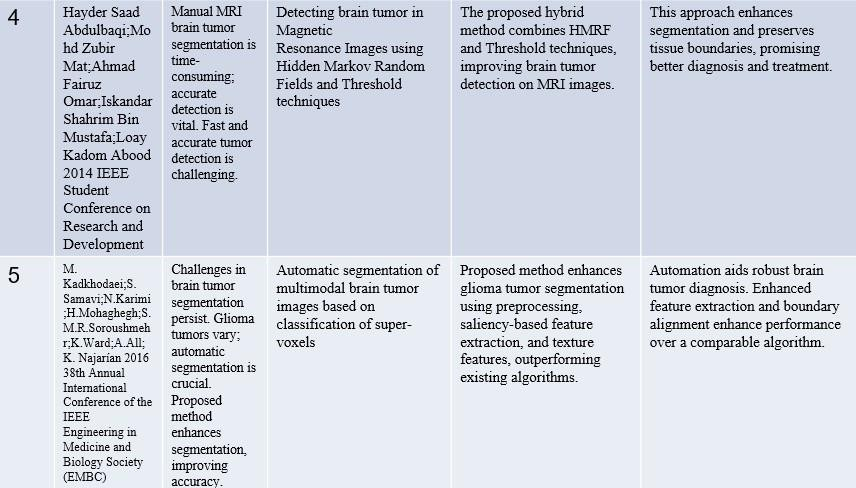 4
Hayder Saad
Abdulbaqi;Mo
hd Zubir
Mat;Ahmad
Fairuz
Omar;Iskandar
Shahrim Bin
Mustafa;Loay
Kadom Abood
2014 IEEE
Student
Conference on
Research and
Development
Manual MRI
brain tumor
segmentation is
time-
consuming;
accurate
detection is
vital. Fast and
accurate tumor
detection is
challenging.
Detecting brain tumor in
Magnetic
Resonance Images using
Hidden Markov Random
Fields and Threshold
techniques
The proposed hybrid
method combines HMRF
and Threshold techniques,
improving brain tumor
detection on MRI images.
This approach enhances
segmentation and preserves
tissue boundaries, promising
better diagnosis and treatment.
5
M.
Kadkhodaei;S.
Samavi;N.Karimi
;H.Mohaghegh;S.
M.R.Soroushmeh
r;K.Ward;A.All;
K. Najarian 2016
38th Annual
International
Conference of the
IEEE
Engineering in
Medicine and
Biology Society
(EMBC)
Challenges in
brain tumor
segmentation
persist. Glioma
tumors vary;
automatic
segmentation is
crucial.
Proposed
method
enhances
segmentation,
improving
accuracy.
Automatic segmentation of
multimodal brain tumor
images based on
classification of super-
voxels
Proposed method enhances
glioma tumor segmentation
using preprocessing,
saliency-based feature
extraction, and texture
features, outperforming
existing algorithms.
Automation aids robust brain
tumor diagnosis. Enhanced
feature extraction and boundary
alignment enhance performance
over a comparable algorithm.